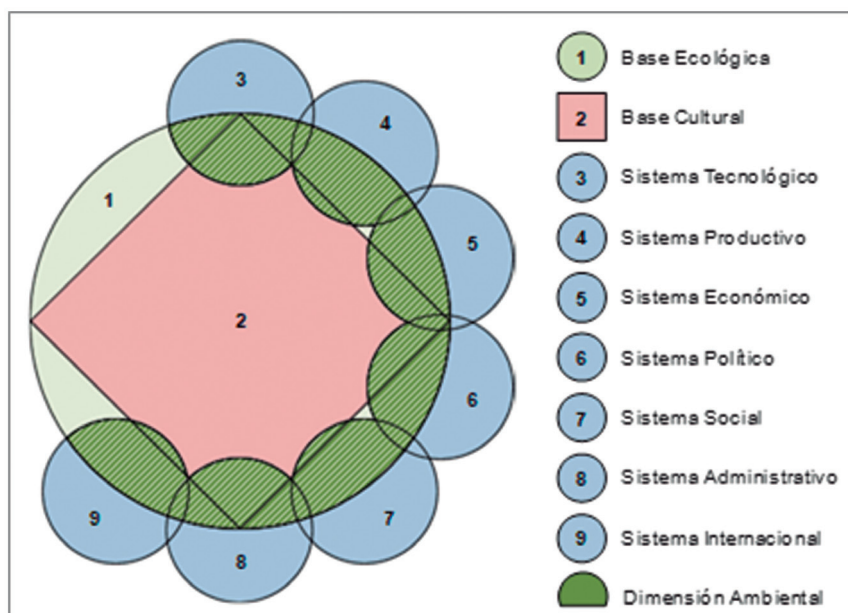 3
4
1
5
2
6
9
7
8
1 Base Ecológica
2 Base Cultural
3 Sistema Tecnológico
4 Sistema Productivo
5 Sistema Económico
6 Sistema Político
7 Sistema Social
8 Sistema Administrativo
9 Sistema Internacional
Dimensión Ambiental